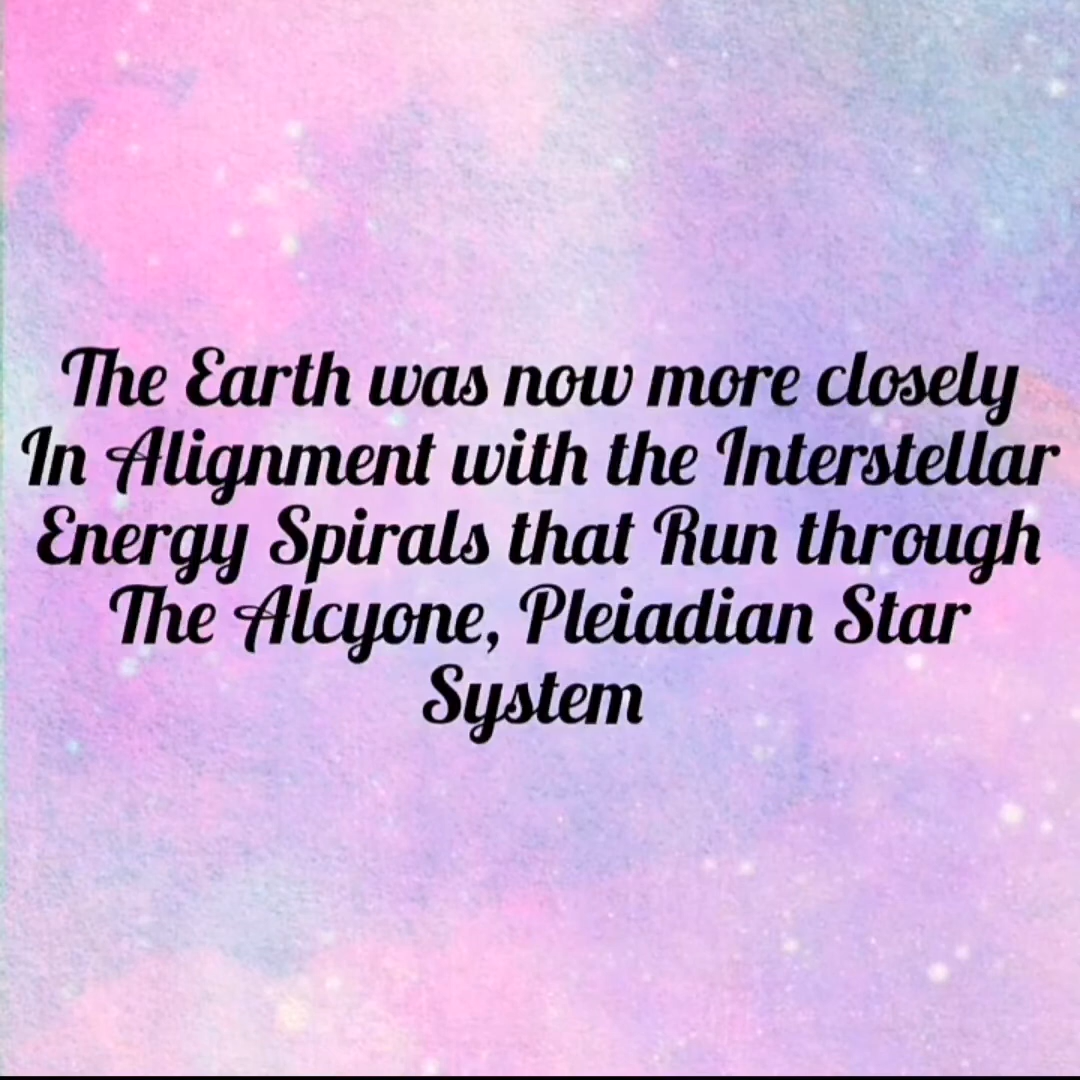 The Earth was now more closely
In Alignment with the Interstellar
Energy Spirals that Run through
The Alcyone, Pleiadian Star
System